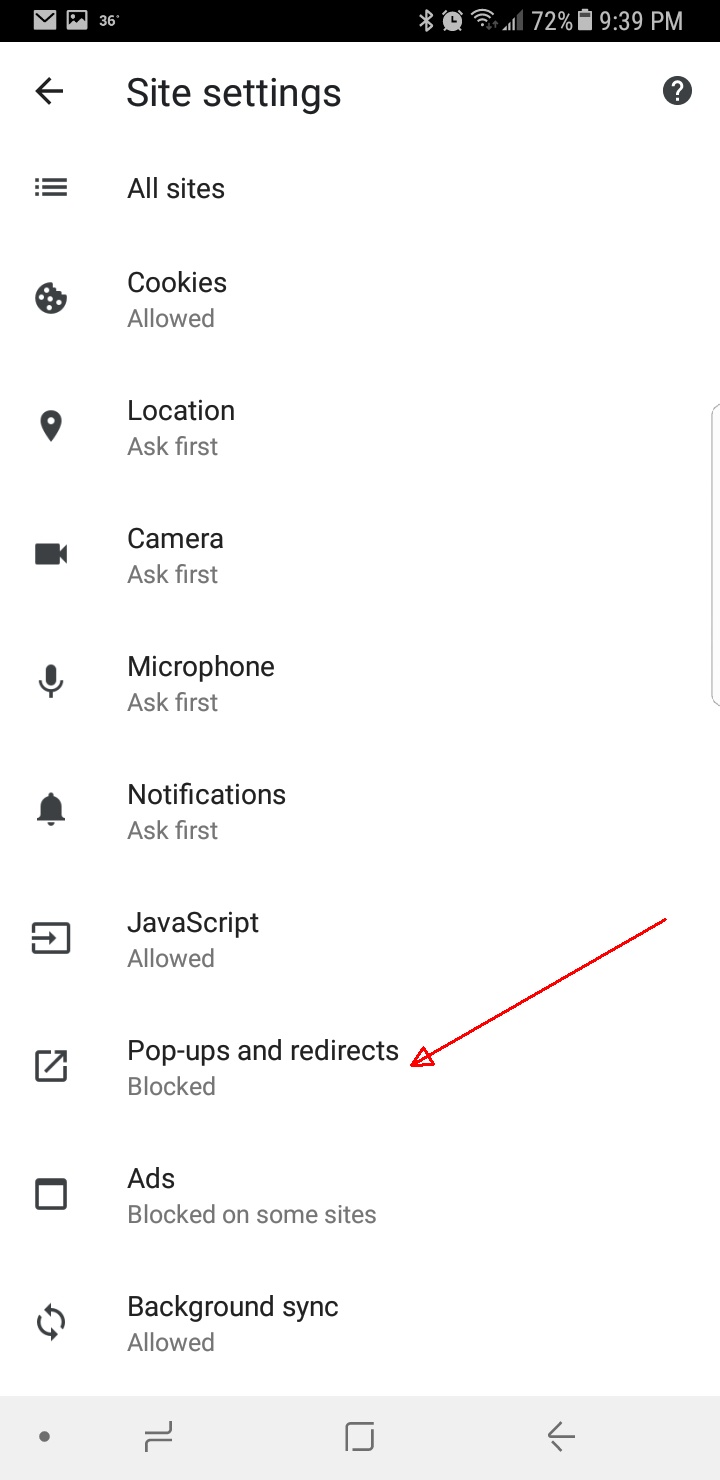 36°
72% 9:39 PM
Site settings
All sites
Cookies
Allowed
Location
Ask first
Camera
Ask first
Microphone
Ask first
Notifications
Ask first
JavaScript
Allowed
Pop-ups and redirects
Blocked
Ads
Blocked on some sites
Background sync
Allowed